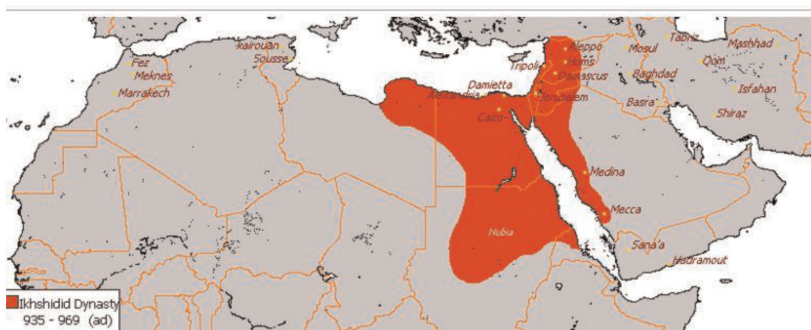 kairouan
Sousse
Fez
Meknes
Marrakech
Tripoli
Damietta
Alexandria
Cairo
Aleppo
Homs
Damascus
Jerusalem
Mosul
Tabriz
Baghdad
Basra
Mashhad
Qom
Isfahan
Shiraz
Medina
Mecca
Nubia
Sana'a
Hadramout
Ikhshidid Dynasty
935 - 969 (ad)